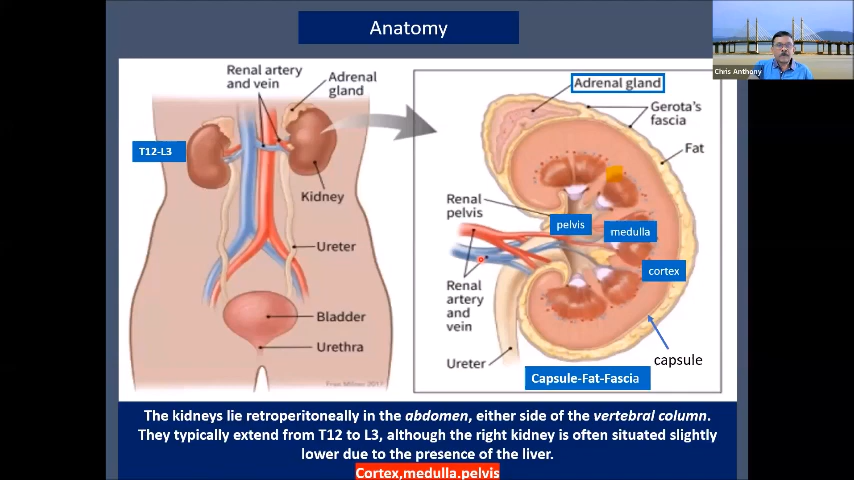 Anatomy
Chris Anthony
Renal artery
and vein
Adrenal
gland
T12-L3
Kidney
Ureter
Bladder
Urethra
Adrenal gland
Gerota's
fascia
Fat
Renal
pelvis
pelvis
medulla
cortex
Renal
artery
and
vein
Ureter
capsule
Capsule-Fat-Fascia
The kidneys lie retroperitoneally in the abdomen, either side of the vertebral column.
They typically extend from T12 to L3, although the right kidney is often situated slightly
lower due to the presence of the liver.
Cortex,medulla.pelvis